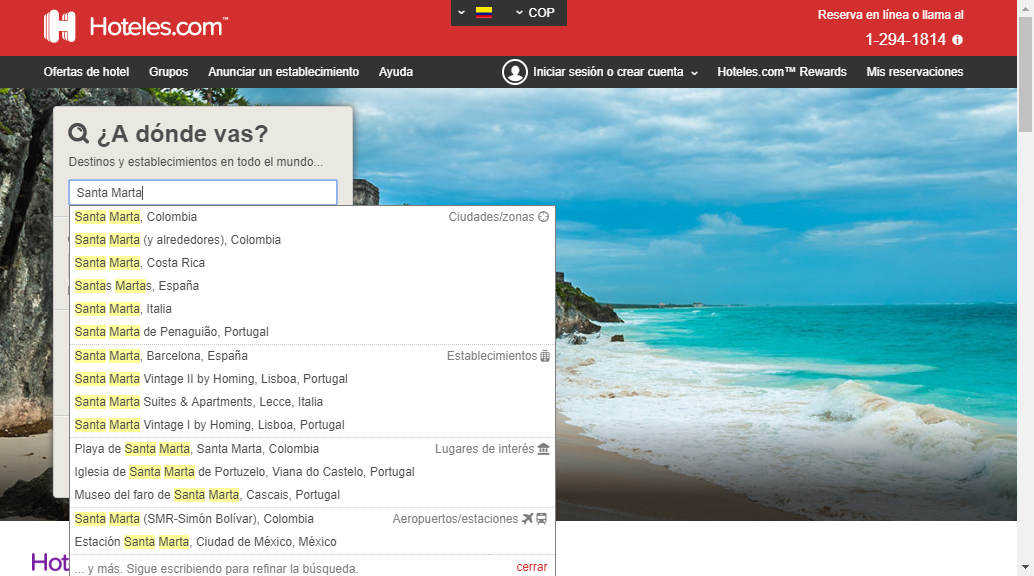 Hoteles.com™
COP
Reserva en línea o llama al
1-294-1814
Ofertas de hotel Grupos Anunciar un establecimiento Ayuda Iniciar sesión o crear cuenta Hoteles.com™ Rewards Mis reservaciones
¿A dónde vas?
Destinos y establecimientos en todo el mundo...
Santa Marta
Santa Marta, Colombia Ciudades/zonas
Santa Marta (y alrededores), Colombia
Santa Marta, Costa Rica
Santas Martas, España
Santa Marta, Italia
Santa Marta de Penaguião, Portugal
Santa Marta, Barcelona, España Establecimientos
Santa Marta Vintage II by Homing, Lisboa, Portugal
Santa Marta Suites & Apartments, Lecce, Italia
Santa Marta Vintage I by Homing, Lisboa, Portugal
Playa de Santa Marta, Santa Marta, Colombia Lugares de interés
Iglesia de Santa Marta de Portuzelo, Viana do Castelo, Portugal
Museo del faro de Santa Marta, Cascais, Portugal
Santa Marta (SMR-Simón Bolívar), Colombia Aeropuertos/estaciones
Estación Santa Marta, Ciudad de México, México
... y más. Sigue escribiendo para refinar la búsqueda. cerrar